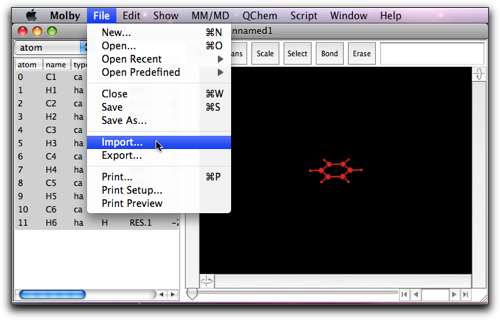 Molby File Edit Show MM/MD QChem Script Window Help
nnamed1
atom ans Scale Select Bond Erase
New... ⌘N
Open... ⌘O
Open Recent
Open Predefined
Close ⌘W
Save ⌘S
Save As...
Import...
Export...
Print... ⌘P
Print Setup...
Print Preview
atom name type
0 C1 ca
1 H1 ha
2 C2 ca
3 H2 ha
4 C3 ca
5 H3 ha
6 C4 ca
7 H4 ha
8 C5 ca
9 H5 ha
10 C6 ca
11 H6 ha H RES.1